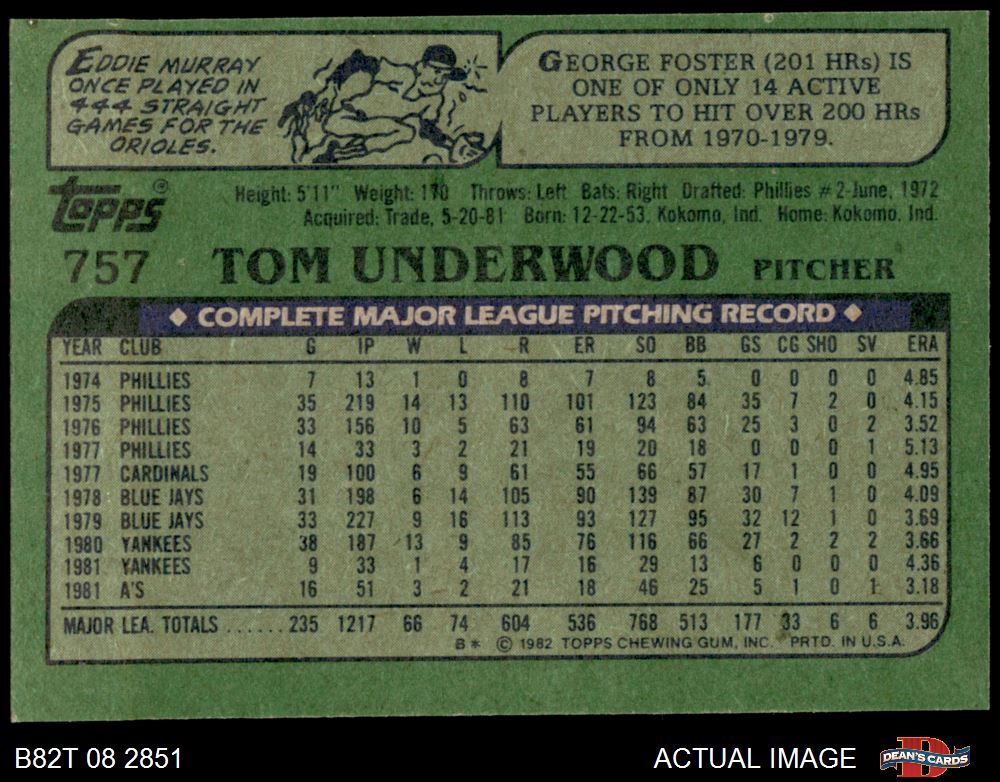 EDDIE MURRAY
ONCE PLAYED IN
444 STRAIGHT
GAMES FOR THE
ORIOLES.
GEORGE FOSTER (201 HRs) IS
ONE OF ONLY 14 ACTIVE
PLAYERS TO HIT OVER 200 HRs
FROM 1970-1979.
Topps®
Height: 5'11" Weight: 170 Throws: Left Bats: Right Drafted: Phillies #2-June, 1972
Acquired: Trade, 5-20-81 Born: 12-22-53, Kokomo, Ind. Home: Kokomo, Ind.
757 TOM UNDERWOOD PITCHER
◆ COMPLETE MAJOR LEAGUE PITCHING RECORD ◆
YEAR CLUB G IP W L R ER SO BB GS CG SHO SV ERA
1974 PHILLIES 7 13 1 0 8 7 8 5 0 0 0 0 4.85
1975 PHILLIES 35 219 14 13 110 101 123 84 35 7 2 0 4.15
1976 PHILLIES 33 156 10 5 63 61 94 63 25 3 0 2 3.52
1977 PHILLIES 14 33 3 2 21 19 20 18 0 0 0 1 5.13
1977 CARDINALS 19 100 6 9 61 55 66 57 17 1 0 0 4.95
1978 BLUE JAYS 31 198 6 14 105 90 139 87 30 7 1 0 4.09
1979 BLUE JAYS 33 227 9 16 113 93 127 95 32 12 1 0 3.69
1980 YANKEES 38 187 13 9 85 76 116 66 27 2 2 2 3.66
1981 YANKEES 9 33 1 4 17 16 29 13 6 0 0 0 4.36
1981 A'S 16 51 3 2 21 18 46 25 5 1 0 1 3.18
MAJOR LEA. TOTALS ......235 1217 66 74 604 536 768 513 177 33 6 6 3.96
B* © 1982 TOPPS CHEWING GUM, INC. PRTD. IN U.S.A.
B82T 08 2851
ACTUAL IMAGE
DEAN'S CARDS